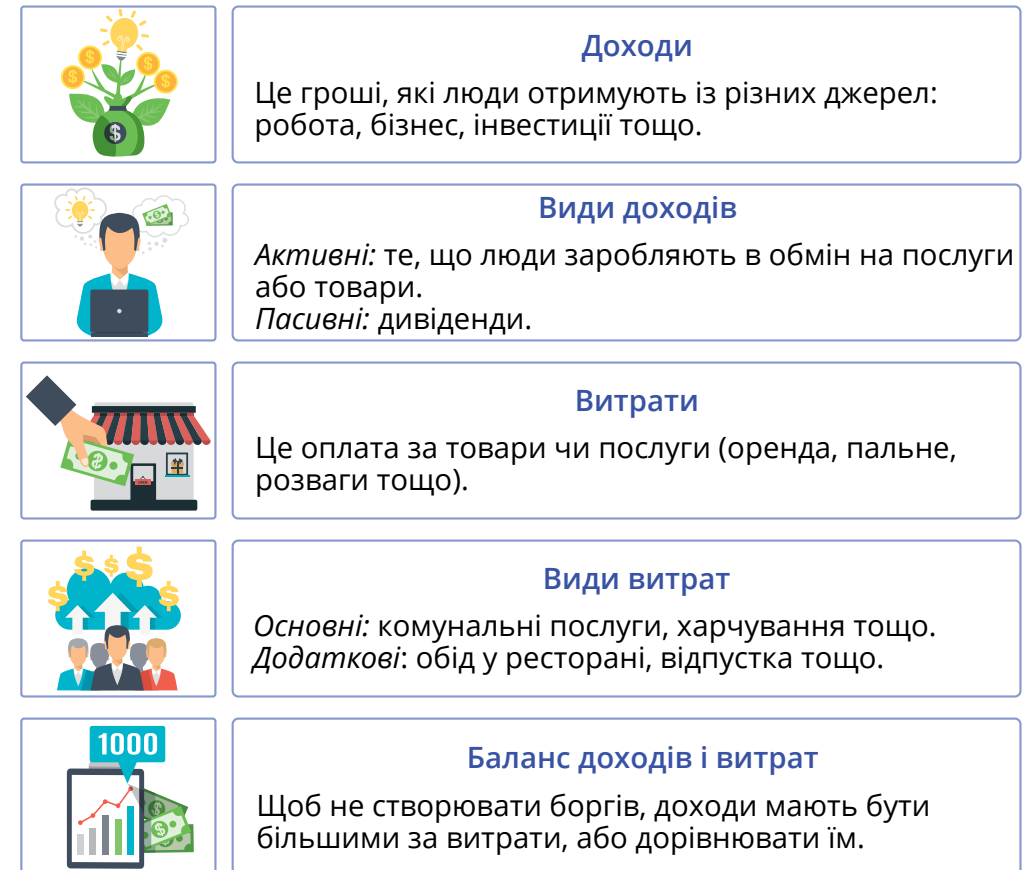 Доходи
Це гроші, які люди отримують із різних джерел:
робота, бізнес, інвестиції тощо.
Види доходів
Активні: те, що люди заробляють в обмін на послуги
або товари.
Пасивні: дивіденди.
Витрати
Це оплата за товари чи послуги (оренда, пальне,
розваги тощо).
Види витрат
Основні: комунальні послуги, харчування тощо.
Додаткові: обід у ресторані, відпустка тощо.
1000
Баланс доходів і витрат
Щоб не створювати боргів, доходи мають бути
більшими за витрати, або дорівнювати їм.